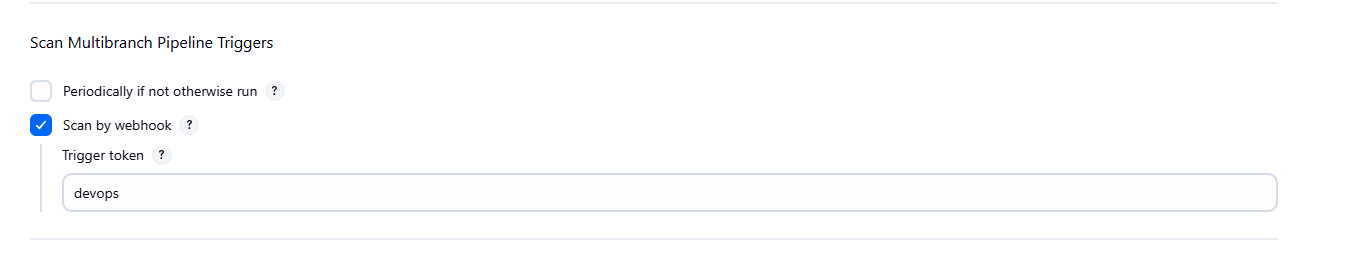 Scan Multibranch Pipeline Triggers
Periodically if not otherwise run ?
Scan by webhook ?
Trigger token ?
devops